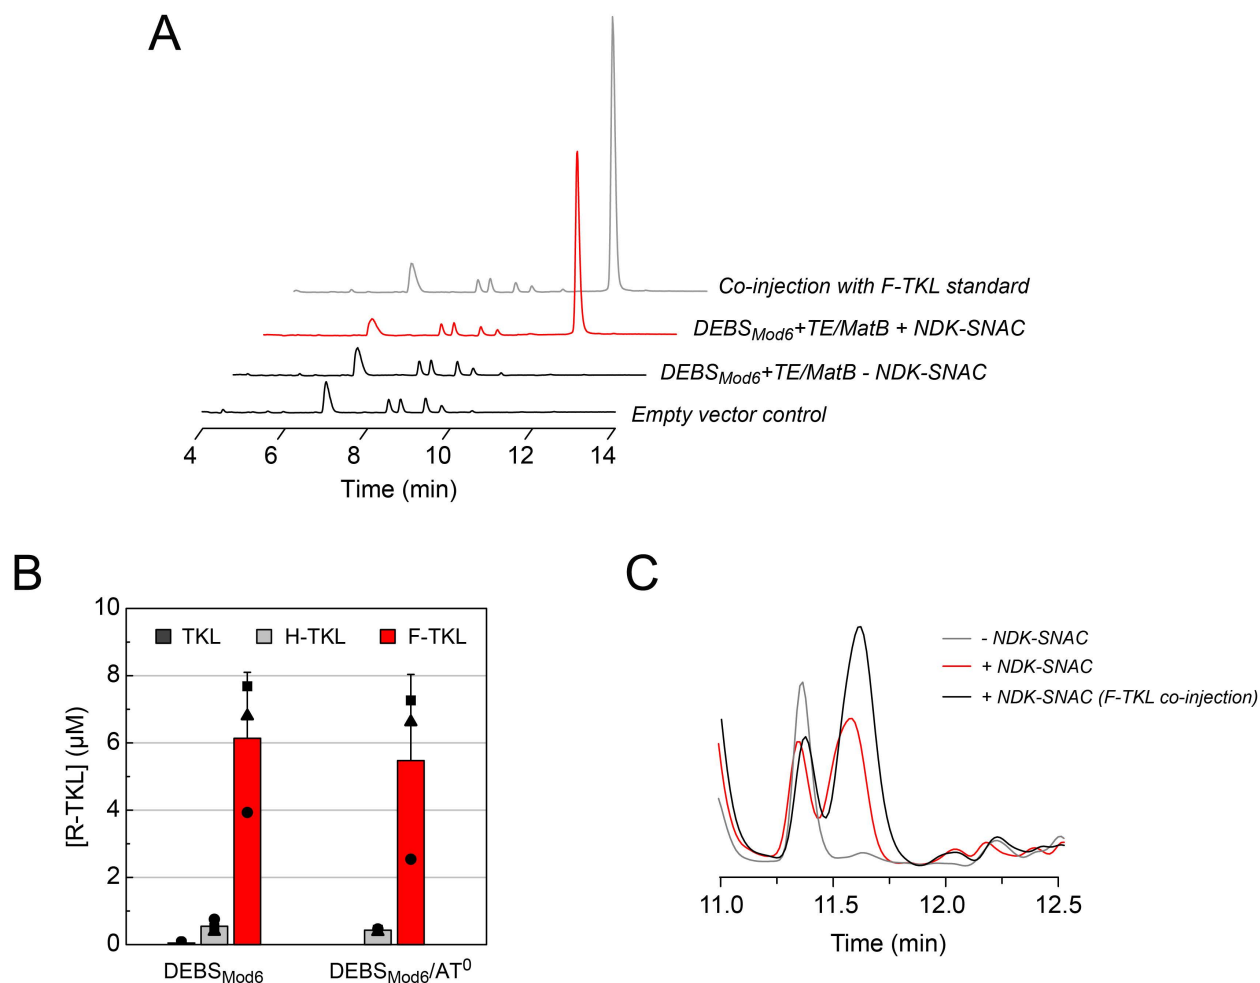 A
Co-injection with F-TKL standard
DEBSMod6+TE/MatB + NDK-SNAC
DEBSMod6+TE/MatB - NDK-SNAC
Empty vector control
4 6 8 10 12 14
Time (min)
B
10
8
6
4
2
0
[R-TKL] (µM)
TKL H-TKL F-TKL
DEBSMod6 DEBSMod6/AT⁰
C
- NDK-SNAC
+ NDK-SNAC
+ NDK-SNAC (F-TKL co-injection)
11.0 11.5 12.0 12.5
Time (min)